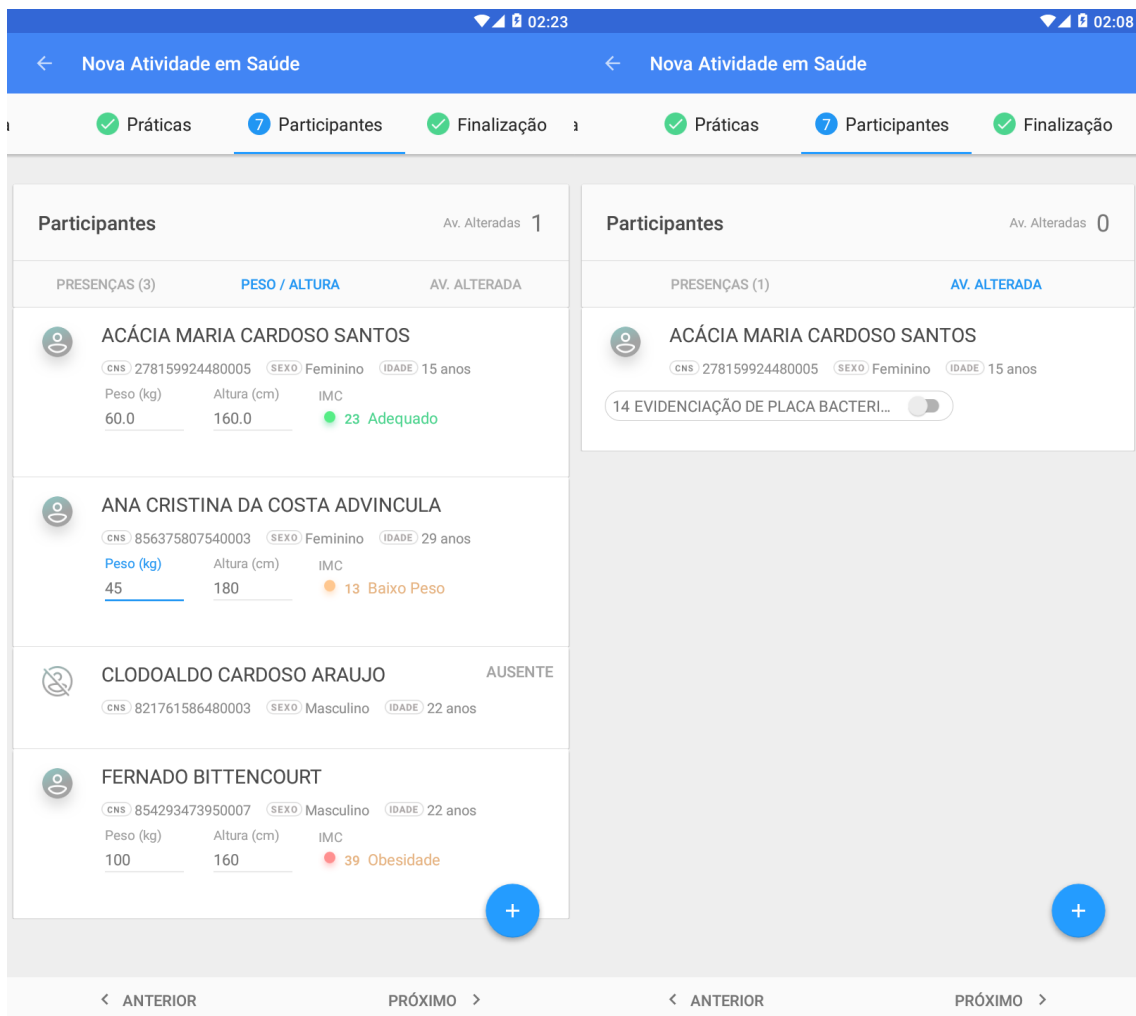 02:23
Nova Atividade em Saúde
Práticas
7 Participantes
Finalização
Participantes
Av. Alteradas 1
PRESENÇAS (3)
PESO / ALTURA
AV. ALTERADA
ACÁCIA MARIA CARDOSO SANTOS
CNS 278159924480005 SEXO Feminino IDADE 15 anos
Peso (kg) Altura (cm) IMC
60.0 160.0 23 Adequado
ANA CRISTINA DA COSTA ADVINCULA
CNS 856375807540003 SEXO Feminino IDADE 29 anos
Peso (kg) Altura (cm) IMC
45 180 13 Baixo Peso
CLODOALDO CARDOSO ARAUJO AUSENTE
CNS 821761586480003 SEXO Masculino IDADE 22 anos
FERNADO BITTENCOURT
CNS 854293473950007 SEXO Masculino IDADE 22 anos
Peso (kg) Altura (cm) IMC
100 160 39 Obesidade
+
ANTERIOR
PRÓXIMO
02:08
Nova Atividade em Saúde
a
Práticas
7 Participantes
Finalização
Participantes
Av. Alteradas 0
PRESENÇAS (1)
AV. ALTERADA
ACÁCIA MARIA CARDOSO SANTOS
CNS 278159924480005 SEXO Feminino IDADE 15 anos
14 EVIDENCIAÇÃO DE PLACA BACTERI...
+
ANTERIOR
PRÓXIMO